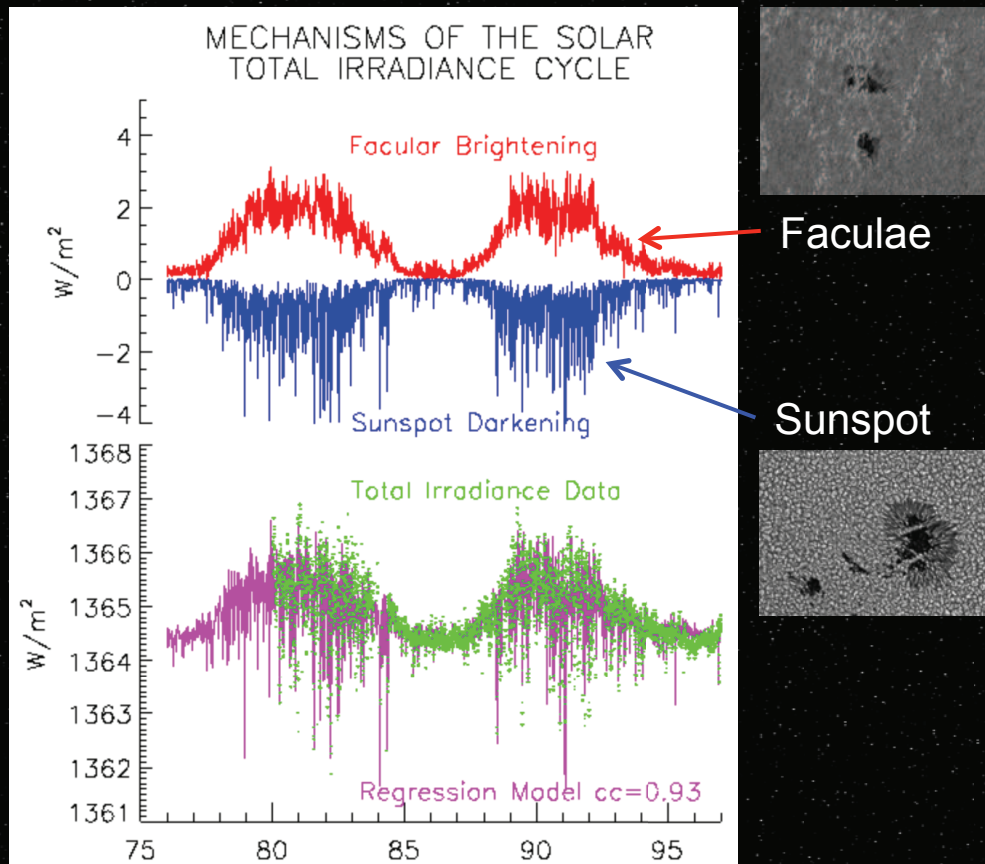 MECHANISMS OF THE SOLAR
TOTAL IRRADIANCE CYCLE
4
2
0
−2
−4
W/m²
Facular Brightening
Sunspot Darkening
Faculae
Sunspot
1368
1367
1366
1365
1364
1363
1362
1361
W/m²
Total Irradiance Data
Regression Model cc=0.93
75 80 85 90 95